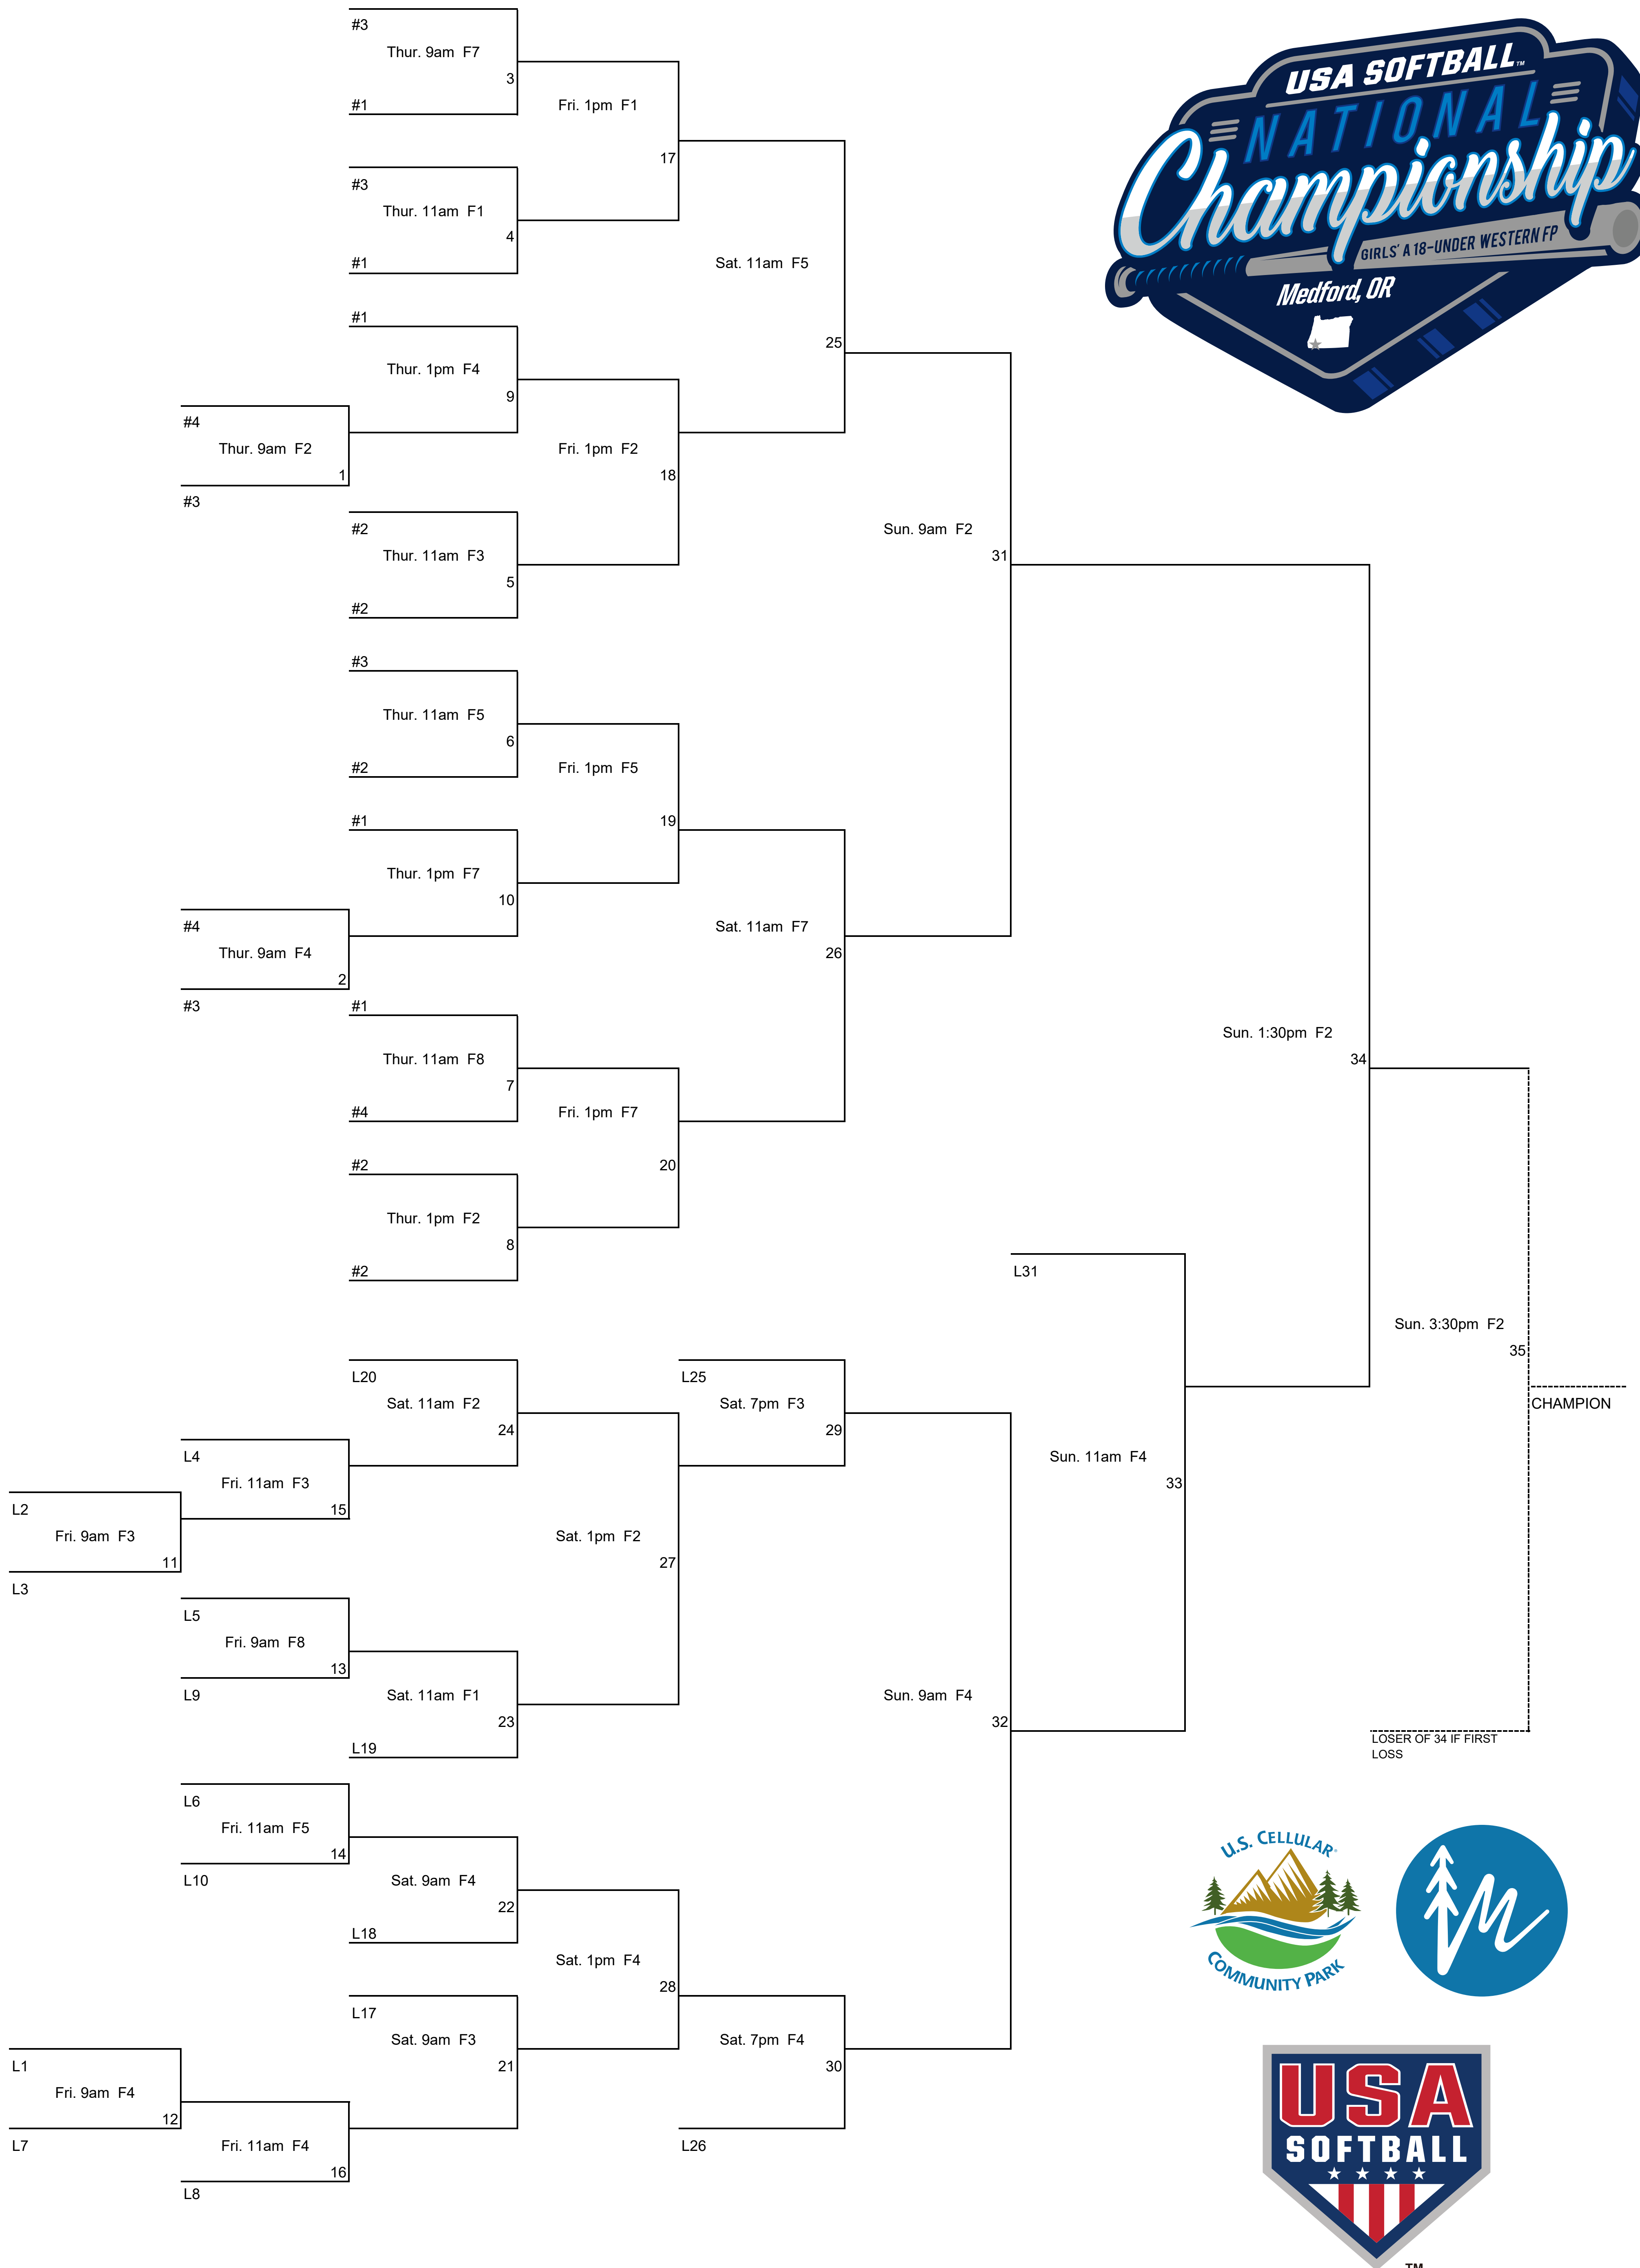 #3
Thur. 9am F7
3
#1
Fri. 1pm F1
17
#3
Thur. 11am F1
4
#1
Sat. 11am F5
25
#1
Thur. 1pm F4
9
#4
Thur. 9am F2
1
#3
Fri. 1pm F2
18
#2
Thur. 11am F3
5
#2
Sun. 9am F2
31
#3
Thur. 11am F5
6
#2
Fri. 1pm F5
19
#1
Thur. 1pm F7
10
#4
Thur. 9am F4
2
#3
Sat. 11am F7
26
#1
Thur. 11am F8
7
#4
Fri. 1pm F7
20
#2
Thur. 1pm F2
8
#2
Sun. 1:30pm F2
34
L31
Sun. 3:30pm F2
35
CHAMPION
L20
Sat. 11am F2
24
L25
Sat. 7pm F3
29
L4
Fri. 11am F3
15
L2
Fri. 9am F3
11
L3
Sat. 1pm F2
27
Sun. 11am F4
33
L5
Fri. 9am F8
13
L9
Sat. 11am F1
23
L19
Sun. 9am F4
32
LOSER OF 34 IF FIRST
LOSS
L6
Fri. 11am F5
14
L10
Sat. 9am F4
22
L18
Sat. 1pm F4
28
L17
Sat. 9am F3
21
Sat. 7pm F4
30
L26
L1
Fri. 9am F4
12
L7
Fri. 11am F4
16
L8
USA SOFTBALL™
NATIONAL
Championship
GIRLS' A 18-UNDER WESTERN FP
Medford, OR
U.S. CELLULAR®
COMMUNITY PARK
M
USA
SOFTBALL
TM